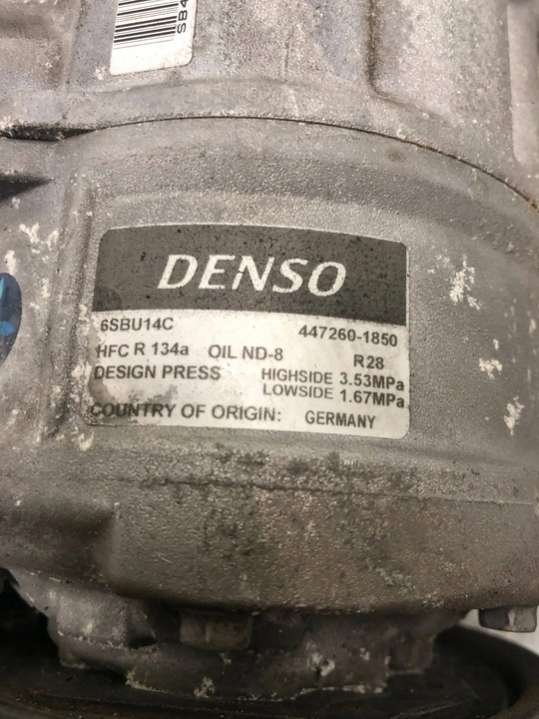 SB4
DENSO
6SBU14C 447260-1850
HFC R 134a OIL ND-8 R28
DESIGN PRESS HIGHSIDE 3.53MPa
LOWSIDE 1.67MPa
COUNTRY OF ORIGIN: GERMANY